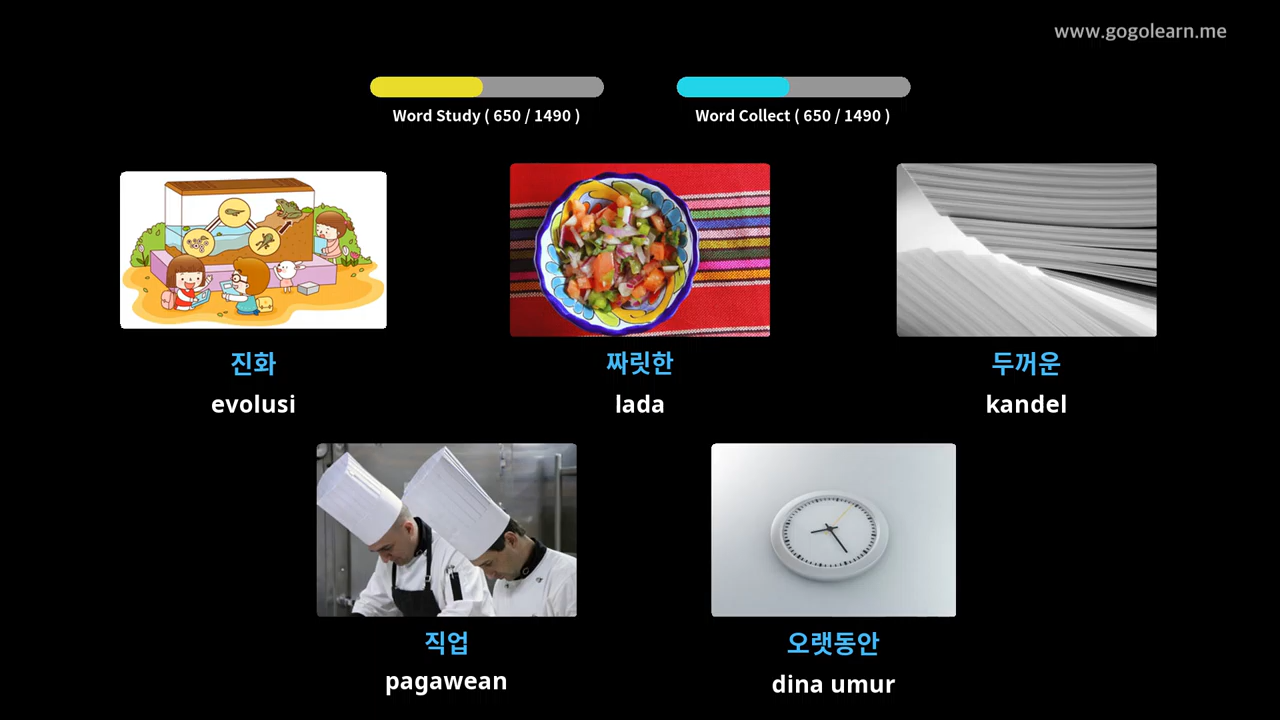 www.gogolearn.me
Word Study ( 650 / 1490 )
Word Collect ( 650 / 1490 )
진화
evolusi
짜릿한
lada
두꺼운
kandel
직업
pagawean
오랫동안
dina umur